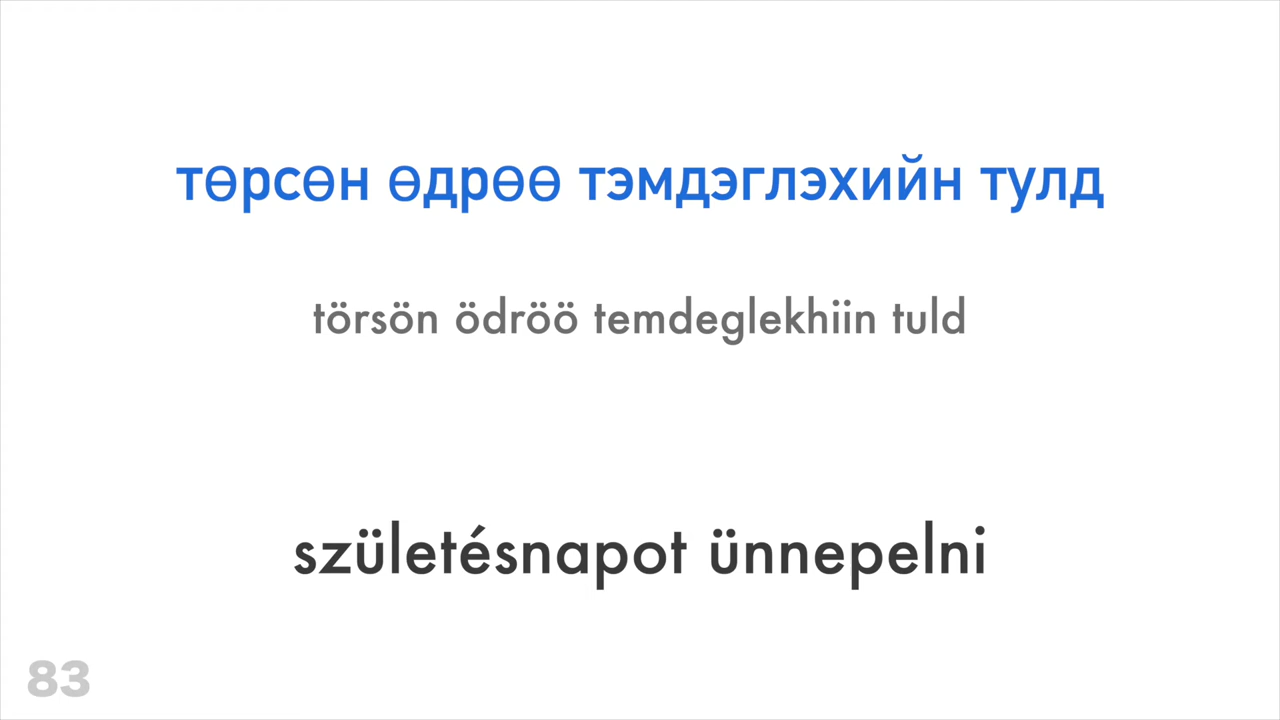 төрсөн өдрөө тэмдэглэхийн тулд
törsön ödröö temdeglekhiin tuld
születésnapot ünnepelni
83